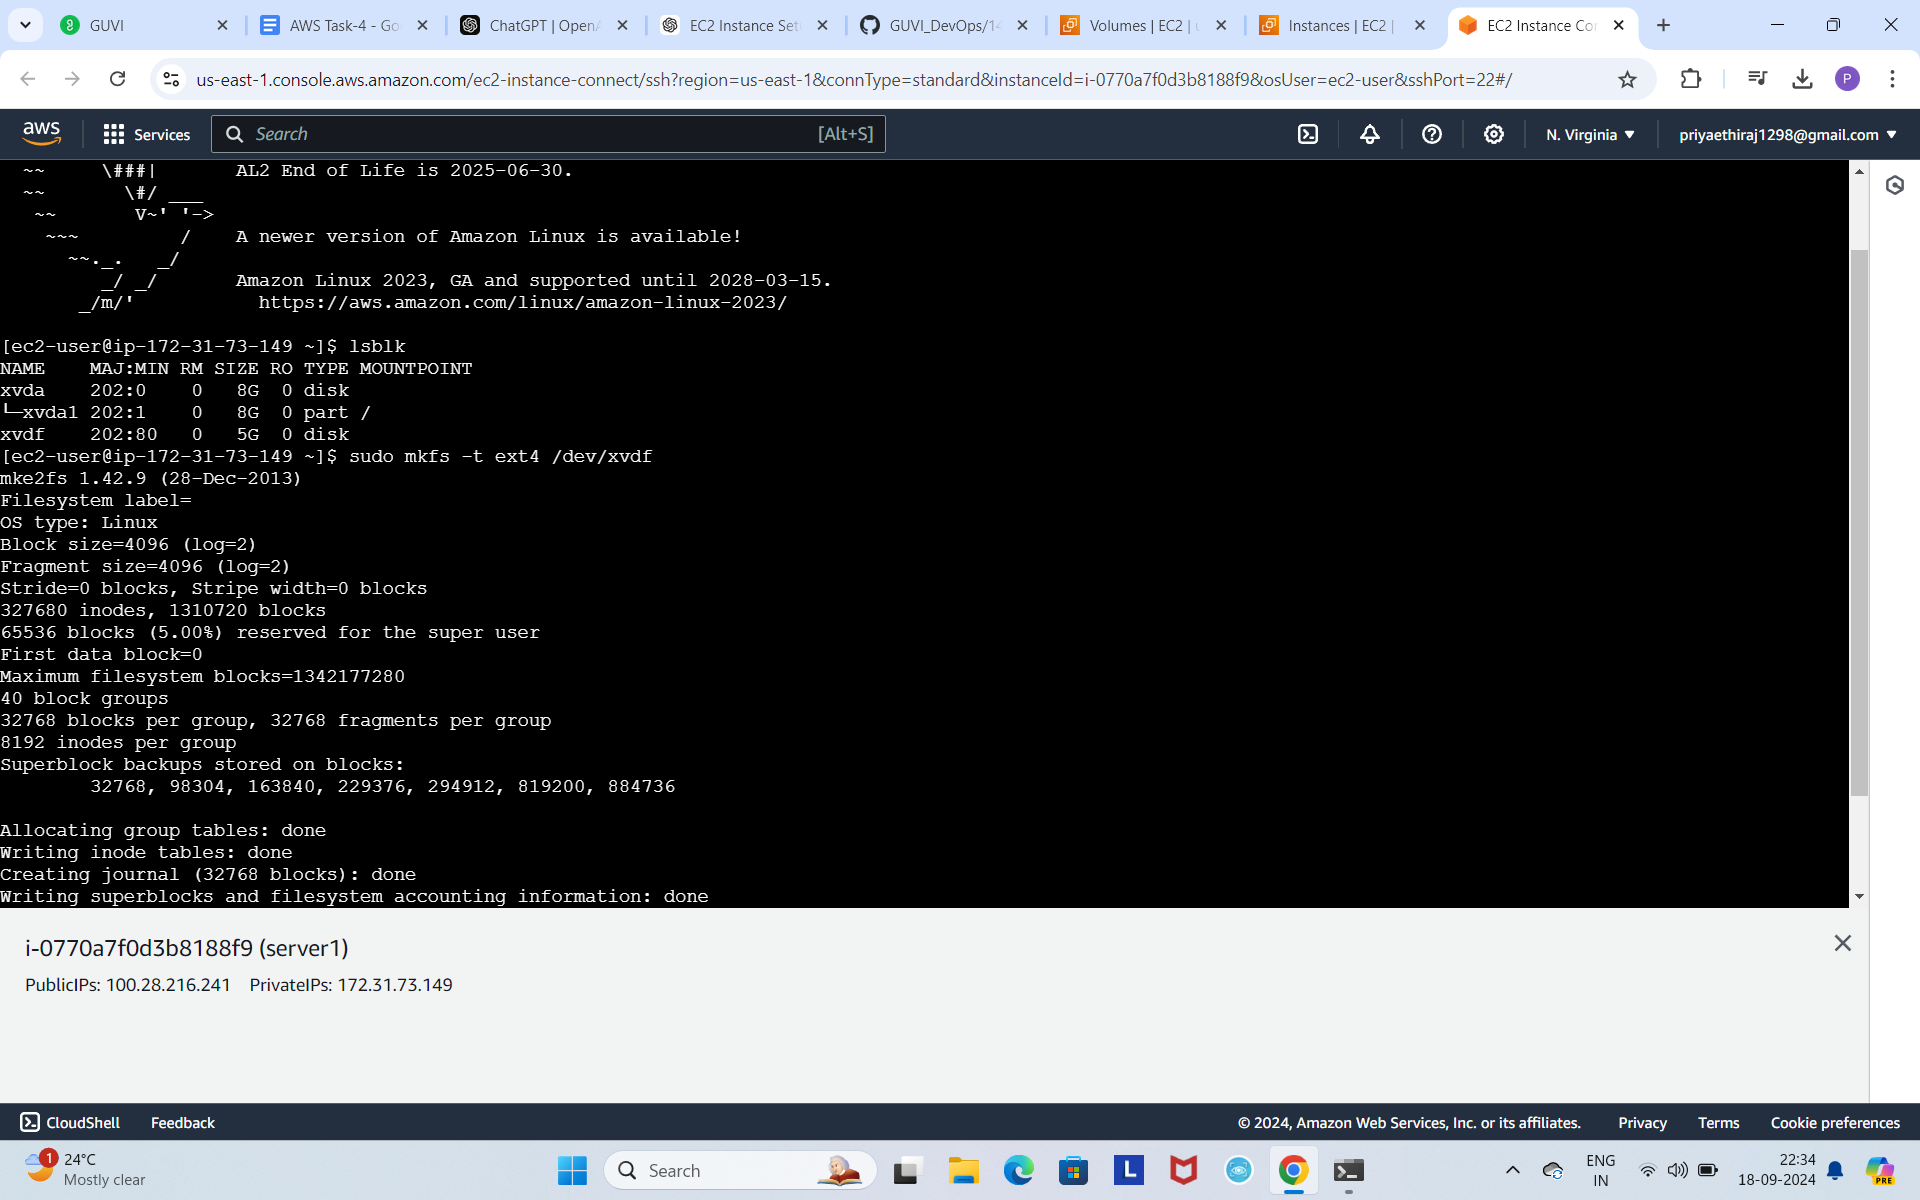 GUVI
AWS Task-4 - Go
ChatGPT | OpenA
EC2 Instance Set
GUVI_DevOps/14
Volumes | EC2 | u
Instances | EC2 |
EC2 Instance Con
us-east-1.console.aws.amazon.com/ec2-instance-connect/ssh?region=us-east-1&connType=standard&instanceId=i-0770a7f0d3b8188f9&osUser=ec2-user&sshPort=22#/
P
aws
Services
Search
[Alt+S]
N. Virginia
priyaethiraj1298@gmail.com
~~      \###|       AL2 End of Life is 2025-06-30.
~~       \#/ ___
~~       V~' '->
~~~         /    A newer version of Amazon Linux is available!
~~._.   _/
_/ _/       Amazon Linux 2023, GA and supported until 2028-03-15.
_/m/'           https://aws.amazon.com/linux/amazon-linux-2023/
[ec2-user@ip-172-31-73-149 ~]$ lsblk
NAME    MAJ:MIN RM SIZE RO TYPE MOUNTPOINT
xvda    202:0    0   8G  0 disk
└─xvda1 202:1    0   8G  0 part /
xvdf    202:80   0   5G  0 disk
[ec2-user@ip-172-31-73-149 ~]$ sudo mkfs -t ext4 /dev/xvdf
mke2fs 1.42.9 (28-Dec-2013)
Filesystem label=
OS type: Linux
Block size=4096 (log=2)
Fragment size=4096 (log=2)
Stride=0 blocks, Stripe width=0 blocks
327680 inodes, 1310720 blocks
65536 blocks (5.00%) reserved for the super user
First data block=0
Maximum filesystem blocks=1342177280
40 block groups
32768 blocks per group, 32768 fragments per group
8192 inodes per group
Superblock backups stored on blocks:
32768, 98304, 163840, 229376, 294912, 819200, 884736
Allocating group tables: done
Writing inode tables: done
Creating journal (32768 blocks): done
Writing superblocks and filesystem accounting information: done
i-0770a7f0d3b8188f9 (server1)
PublicIPs: 100.28.216.241    PrivateIPs: 172.31.73.149
CloudShell
Feedback
© 2024, Amazon Web Services, Inc. or its affiliates.
Privacy
Terms
Cookie preferences
1
24°C
Mostly clear
Search
L
ENG
IN
22:34
18-09-2024
PRE